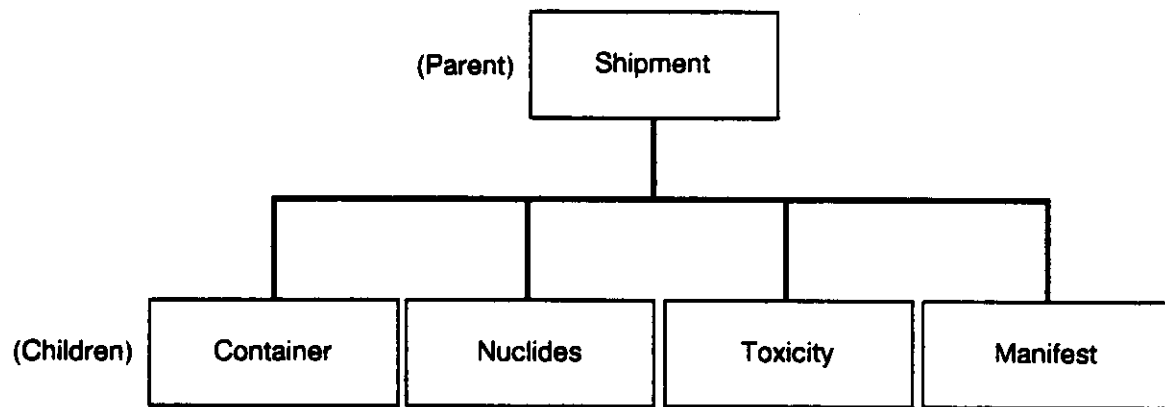 (Parent) Shipment
(Children) Container Nuclides Toxicity Manifest